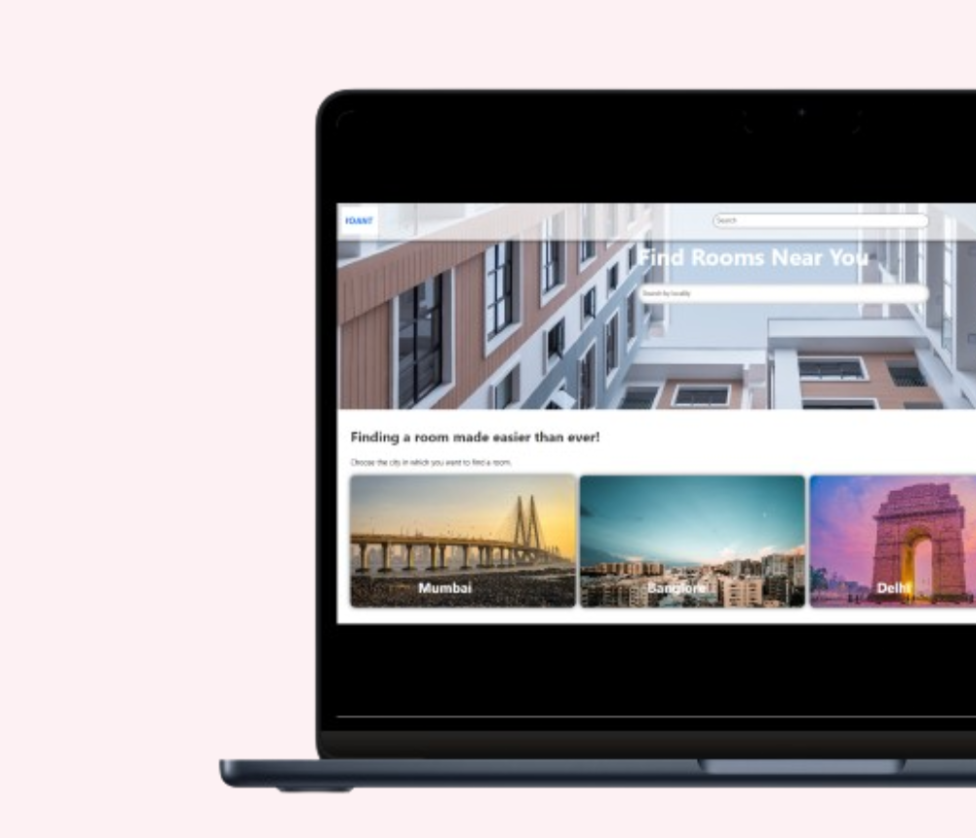 Search
Find Rooms Near You
Search by locality
Finding a room made easier than ever!
Choose the city in which you want to find a room.
Mumbai
Banglore
Delhi